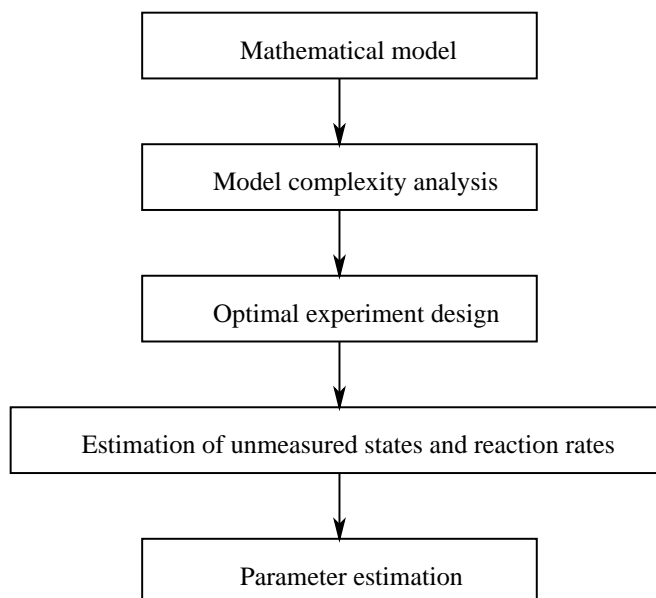 Mathematical model
Model complexity analysis
Optimal experiment design
Estimation of unmeasured states and reaction rates
Parameter estimation